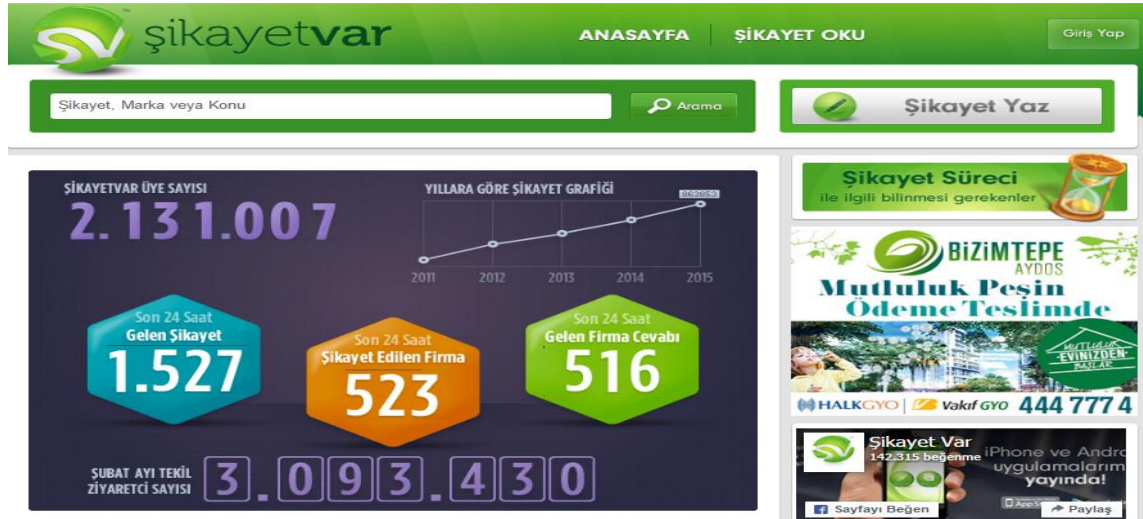 şikayetvar
ANASAYFA
ŞİKAYET OKU
Giriş Yap
Şikayet, Marka veya Konu
Arama
Şikayet Yaz
ŞİKAYETVAR ÜYE SAYISI
2.131.007
YILLARA GÖRE ŞİKAYET GRAFİĞİ
2011 2012 2013 2014 2015
Son 24 Saat
Gelen Şikayet
1.527
Son 24 Saat
Şikayet Edilen Firma
523
Son 24 Saat
Gelen Firma Cevabı
516
ŞUBAT AYI TEKİL
ZİYARETCİ SAYISI
3.093.430
Şikayet Süreci
ile ilgili bilinmesi gerekenler
BİZİMTEPE
AYDOS
Mutluluk Peşin
Ödeme Teslimde
MUTLULUK
EVİNİZDEN
BAŞLAR
HALKGYO
Vakıf GYO
444 777 4
Şikayet Var
142.315 beğenme
iPhone ve Andro
uygulamalarım
yayında!
Sayfayı Beğen
Paylaş